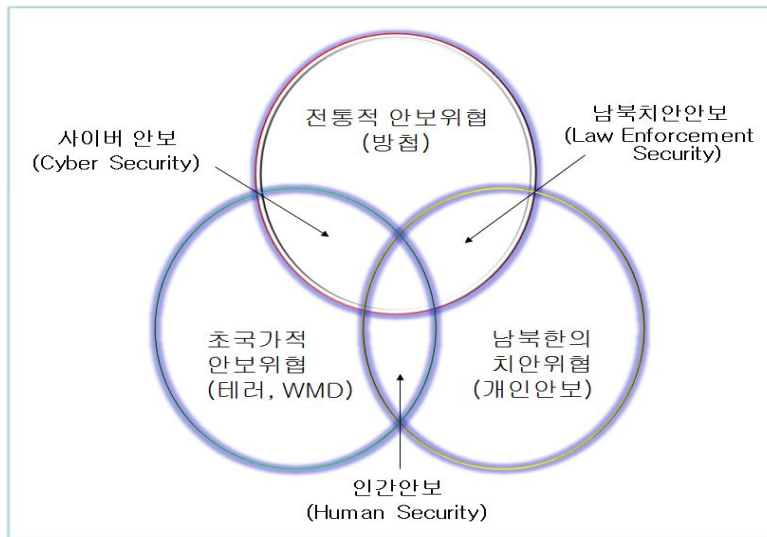 전통적 안보위협
(방첩)
사이버 안보
(Cyber Security)
남북치안안보
(Law Enforcement
Security)
초국가적
안보위협
(테러, WMD)
남북한의
치안위협
(개인안보)
인간안보
(Human Security)